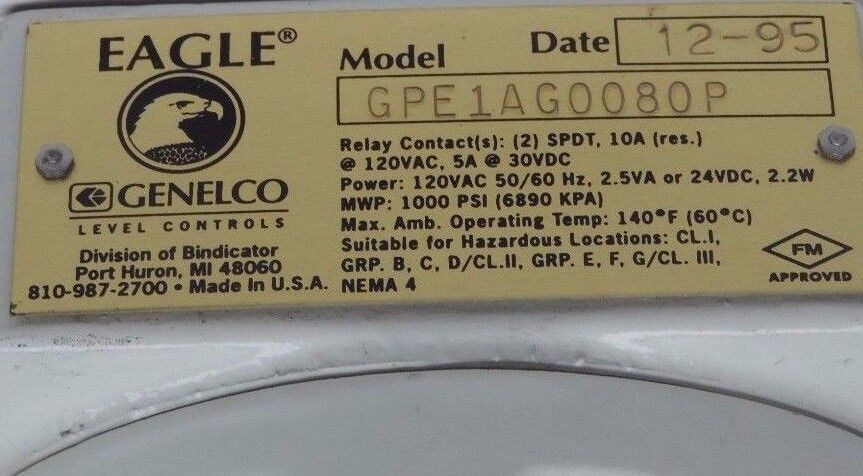 EAGLE®
GENELCO
LEVEL CONTROLS
Division of Bindicator
Port Huron, MI 48060
810-987-2700 • Made in U.S.A.
Model
Date 12-95
GPE1AG0080P
Relay Contact(s): (2) SPDT, 10A (res.)
@ 120VAC, 5A @ 30VDC
Power: 120VAC 50/60 Hz, 2.5VA or 24VDC, 2.2W
MWP: 1000 PSI (6890 KPA)
Max. Amb. Operating Temp: 140°F (60°C)
Suitable for Hazardous Locations: CL.I,
GRP. B, C, D/CL.II, GRP. E, F, G/CL. III,
NEMA 4
FM
APPROVED